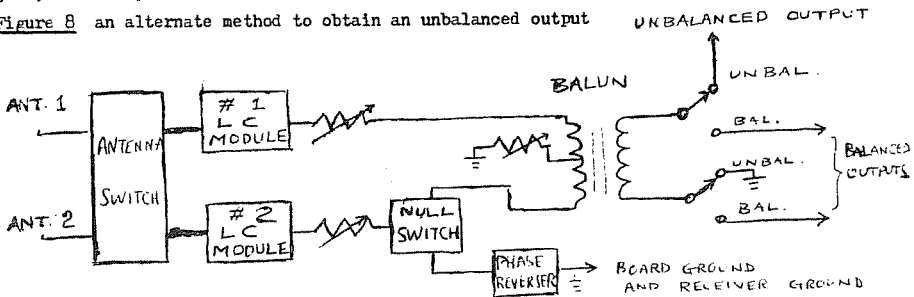 Figure 8 an alternate method to obtain an unbalanced output
UNBALANCED OUTPUT
BALUN
UNBAL.
ANT. 1
ANTENNA
SWITCH
# 1
L C
MODULE
BAL.
UNBAL.
BALANCED
OUTPUTS
BAL.
ANT. 2
# 2
L C
MODULE
NULL
SWITCH
PHASE
REVERSER
BOARD GROUND
AND RECEIVER GROUND